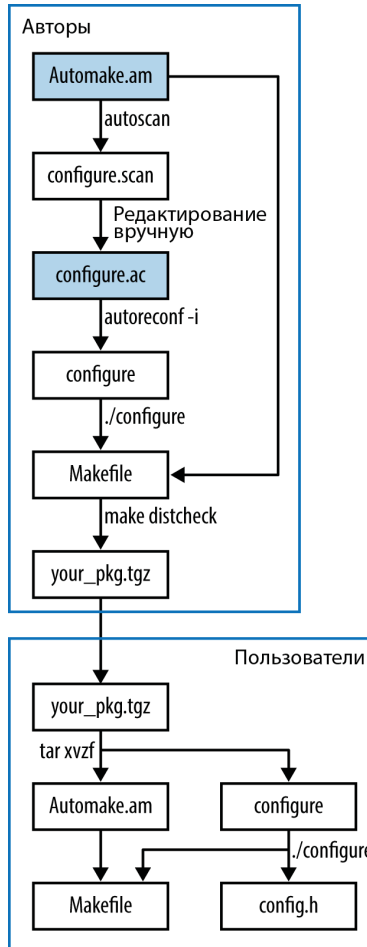 Авторы
Automake.am
autoscan
configure.scan
Редактирование
вручную
configure.ac
autoreconf -i
configure
./configure
Makefile
make distcheck
your_pkg.tgz
Пользователи
your_pkg.tgz
tar xvzf
Automake.am
configure
./configure
Makefile
config.h